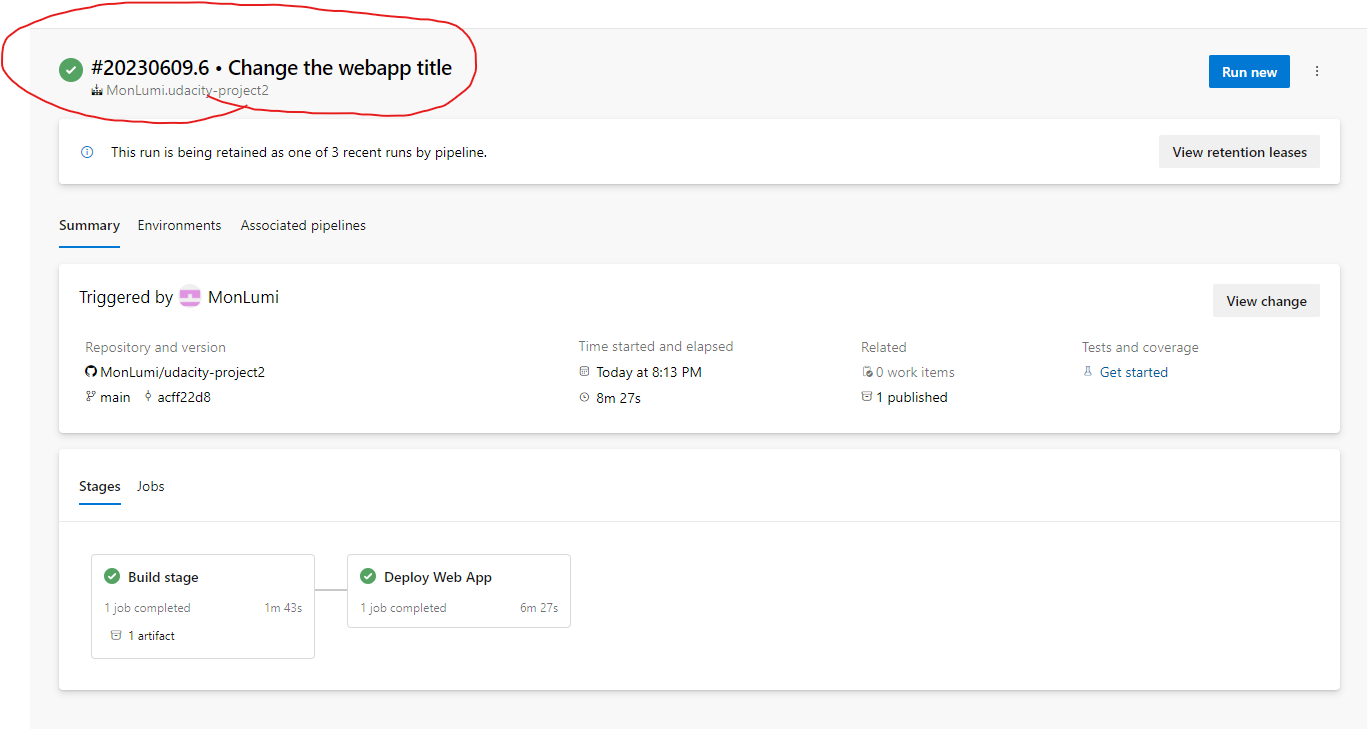 #20230609.6 • Change the webapp title
MonLumi.udacity-project2
Run new
This run is being retained as one of 3 recent runs by pipeline.
View retention leases
Summary Environments Associated pipelines
Triggered by MonLumi
View change
Repository and version
MonLumi/udacity-project2
main acff22d8
Time started and elapsed
Today at 8:13 PM
8m 27s
Related
0 work items
1 published
Tests and coverage
Get started
Stages Jobs
Build stage
1 job completed 1m 43s
1 artifact
Deploy Web App
1 job completed 6m 27s